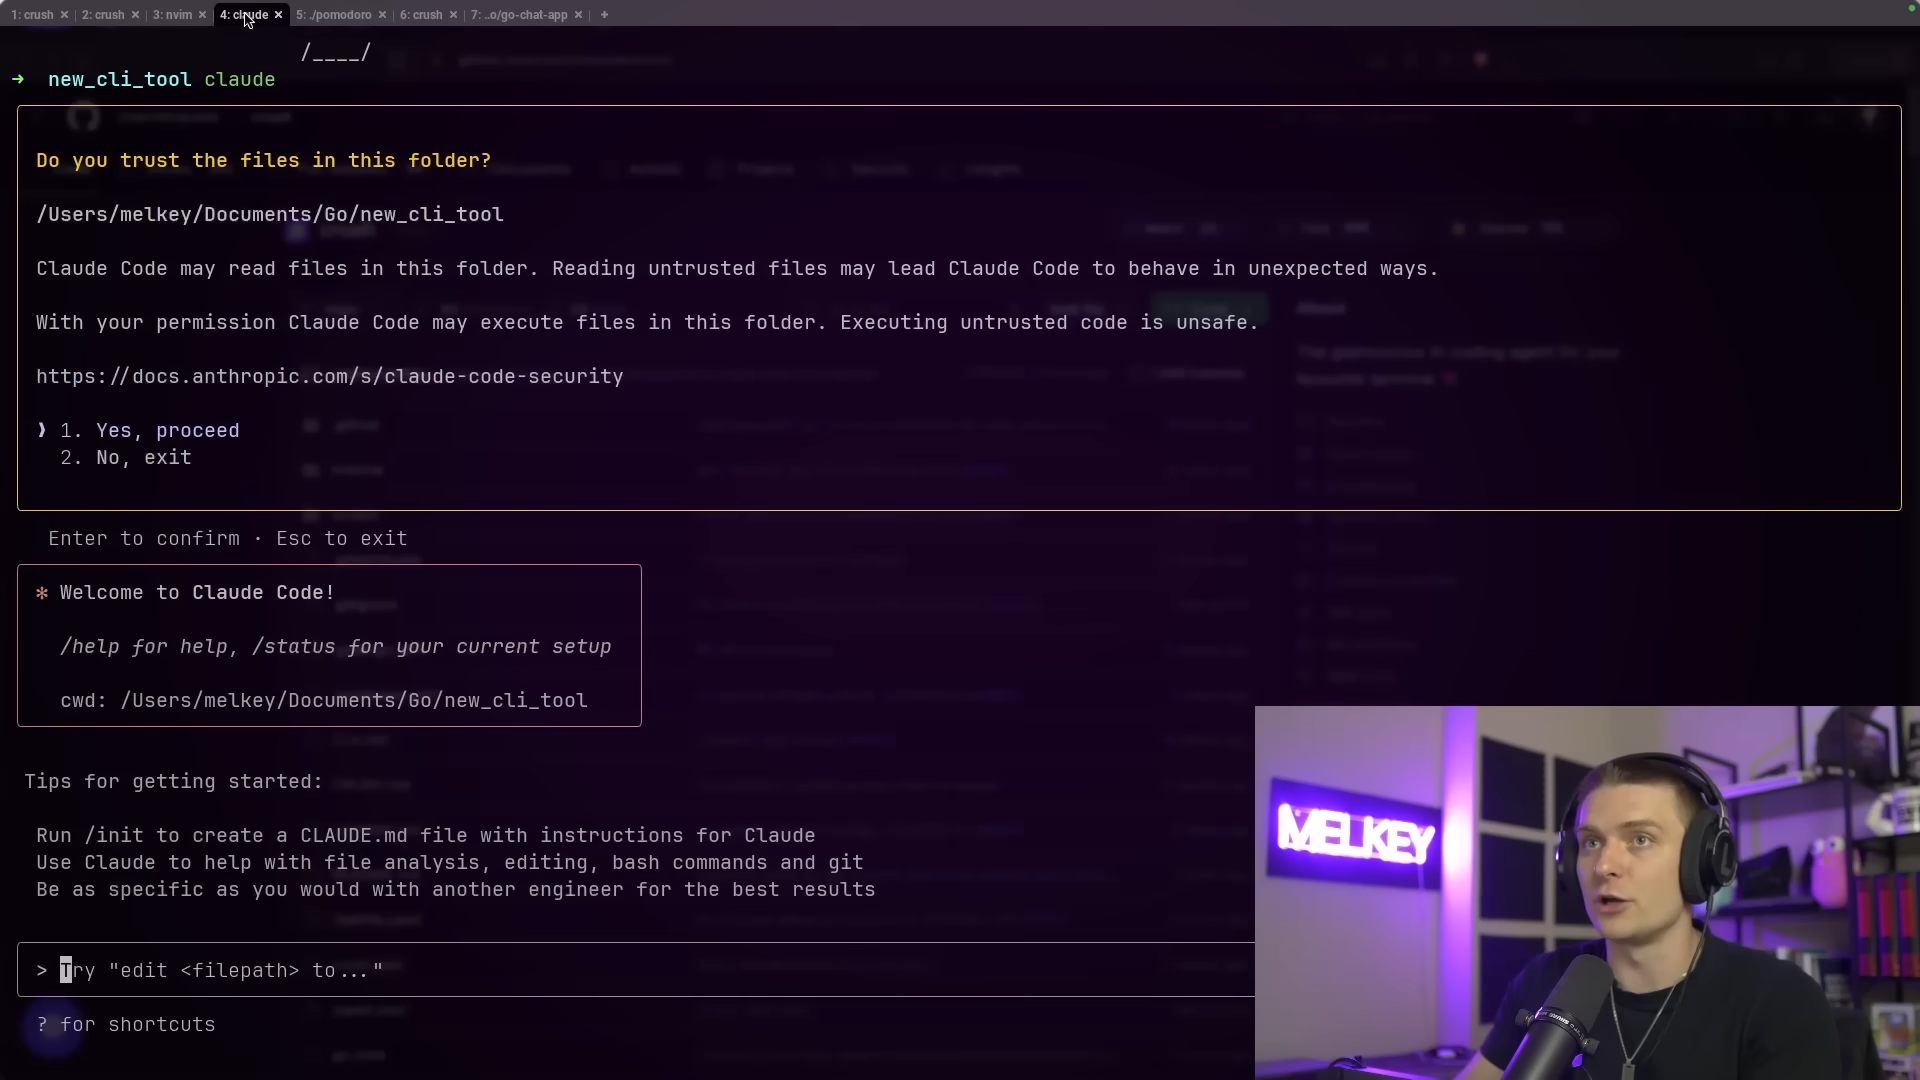 1: crush × 2: crush × 3: nvim × 4: claude × 5: ./pomodoro × 6: crush × 7: ..o/go-chat-app × +
/____/
→ new_cli_tool claude
Do you trust the files in this folder?
/Users/melkey/Documents/Go/new_cli_tool
Claude Code may read files in this folder. Reading untrusted files may lead Claude Code to behave in unexpected ways.
With your permission Claude Code may execute files in this folder. Executing untrusted code is unsafe.
https://docs.anthropic.com/s/claude-code-security
❯ 1. Yes, proceed
2. No, exit
Enter to confirm · Esc to exit
✻ Welcome to Claude Code!
/help for help, /status for your current setup
cwd: /Users/melkey/Documents/Go/new_cli_tool
Tips for getting started:
Run /init to create a CLAUDE.md file with instructions for Claude
Use Claude to help with file analysis, editing, bash commands and git
Be as specific as you would with another engineer for the best results
> Try "edit <filepath> to..."
? for shortcuts
MELKEY